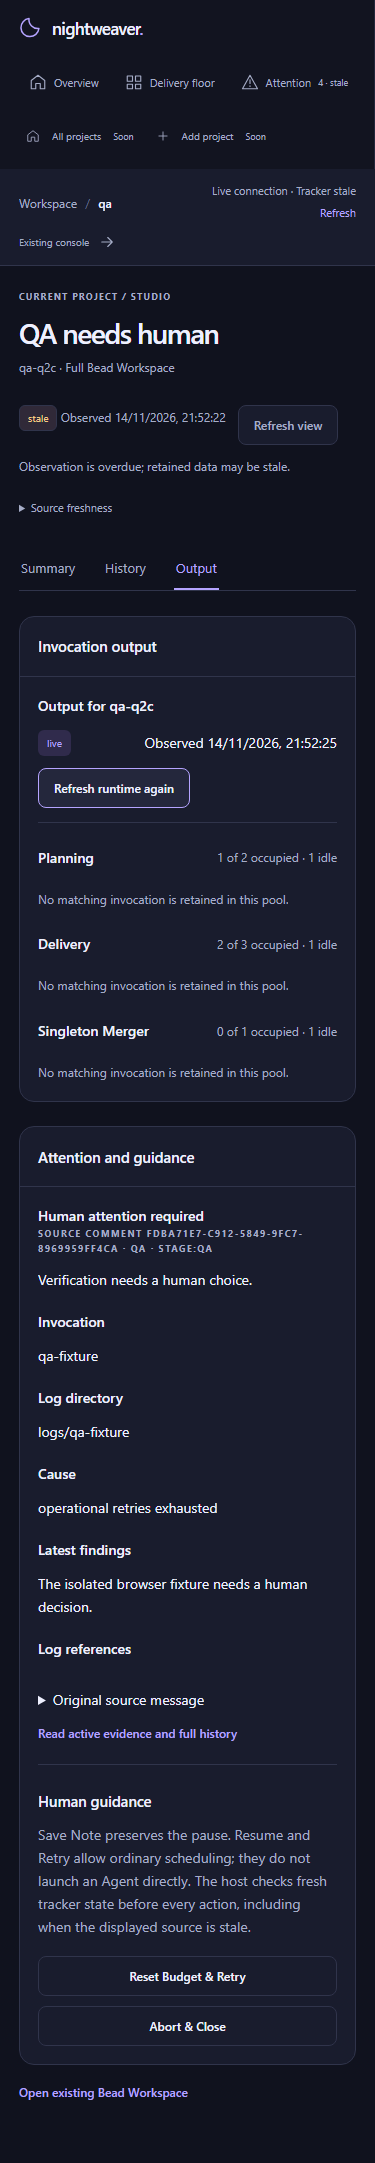 nightweaver.
Overview
Delivery floor
Attention 4 · stale
All projects Soon
Add project Soon
Workspace / qa
Live connection · Tracker stale
Refresh
Existing console →
CURRENT PROJECT / STUDIO
QA needs human
qa-q2c · Full Bead Workspace
stale Observed 14/11/2026, 21:52:22
Refresh view
Observation is overdue; retained data may be stale.
Source freshness
Summary History Output
Invocation output
Output for qa-q2c
live Observed 14/11/2026, 21:52:25
Refresh runtime again
Planning 1 of 2 occupied · 1 idle
No matching invocation is retained in this pool.
Delivery 2 of 3 occupied · 1 idle
No matching invocation is retained in this pool.
Singleton Merger 0 of 1 occupied · 1 idle
No matching invocation is retained in this pool.
Attention and guidance
Human attention required
SOURCE COMMENT FDBA71E7-C912-5849-9FC7-
8969959FF4CA · QA · STAGE:QA
Verification needs a human choice.
Invocation
qa-fixture
Log directory
logs/qa-fixture
Cause
operational retries exhausted
Latest findings
The isolated browser fixture needs a human
decision.
Log references
Original source message
Read active evidence and full history
Human guidance
Save Note preserves the pause. Resume and
Retry allow ordinary scheduling; they do not
launch an Agent directly. The host checks fresh
tracker state before every action, including
when the displayed source is stale.
Reset Budget & Retry
Abort & Close
Open existing Bead Workspace